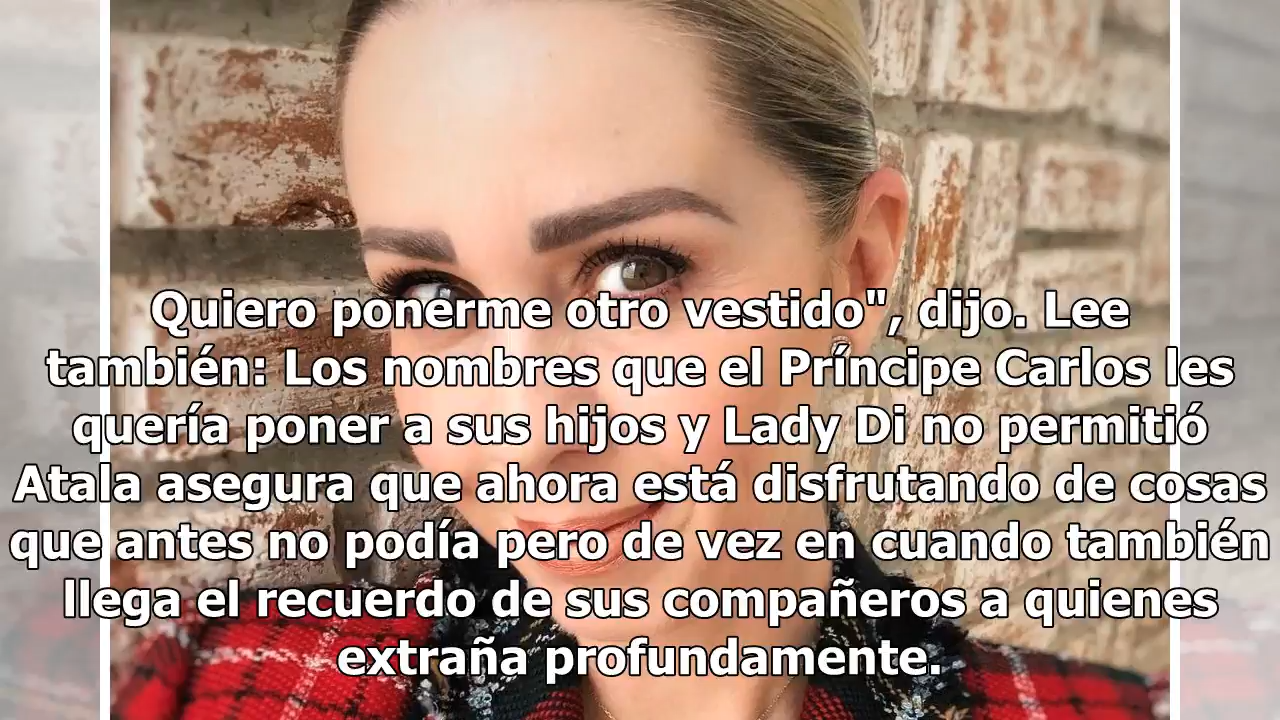 Quiero ponerme otro vestido", dijo. Lee
también: Los nombres que el Príncipe Carlos les
quería poner a sus hijos y Lady Di no permitió
Atala asegura que ahora está disfrutando de cosas
que antes no podía pero de vez en cuando también
llega el recuerdo de sus compañeros a quienes
extraña profundamente.